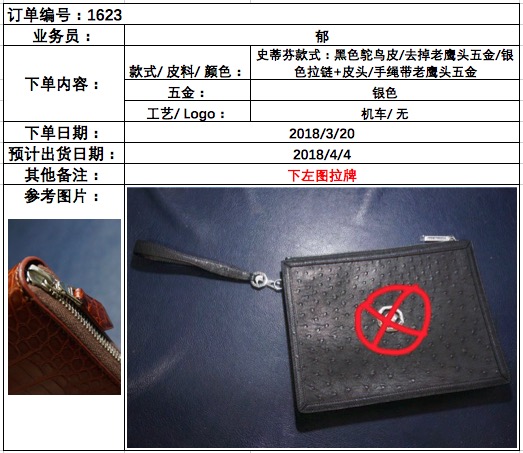 订单编号：1623
业务员： 郁
下单内容：
款式/ 皮料/ 颜色： 史蒂芬款式：黑色鸵鸟皮/去掉老鹰头五金/银
色拉链+皮头/手绳带老鹰头五金
五金： 银色
工艺/ Logo： 机车/ 无
下单日期： 2018/3/20
预计出货日期： 2018/4/4
其他备注： 下左图拉牌
参考图片：